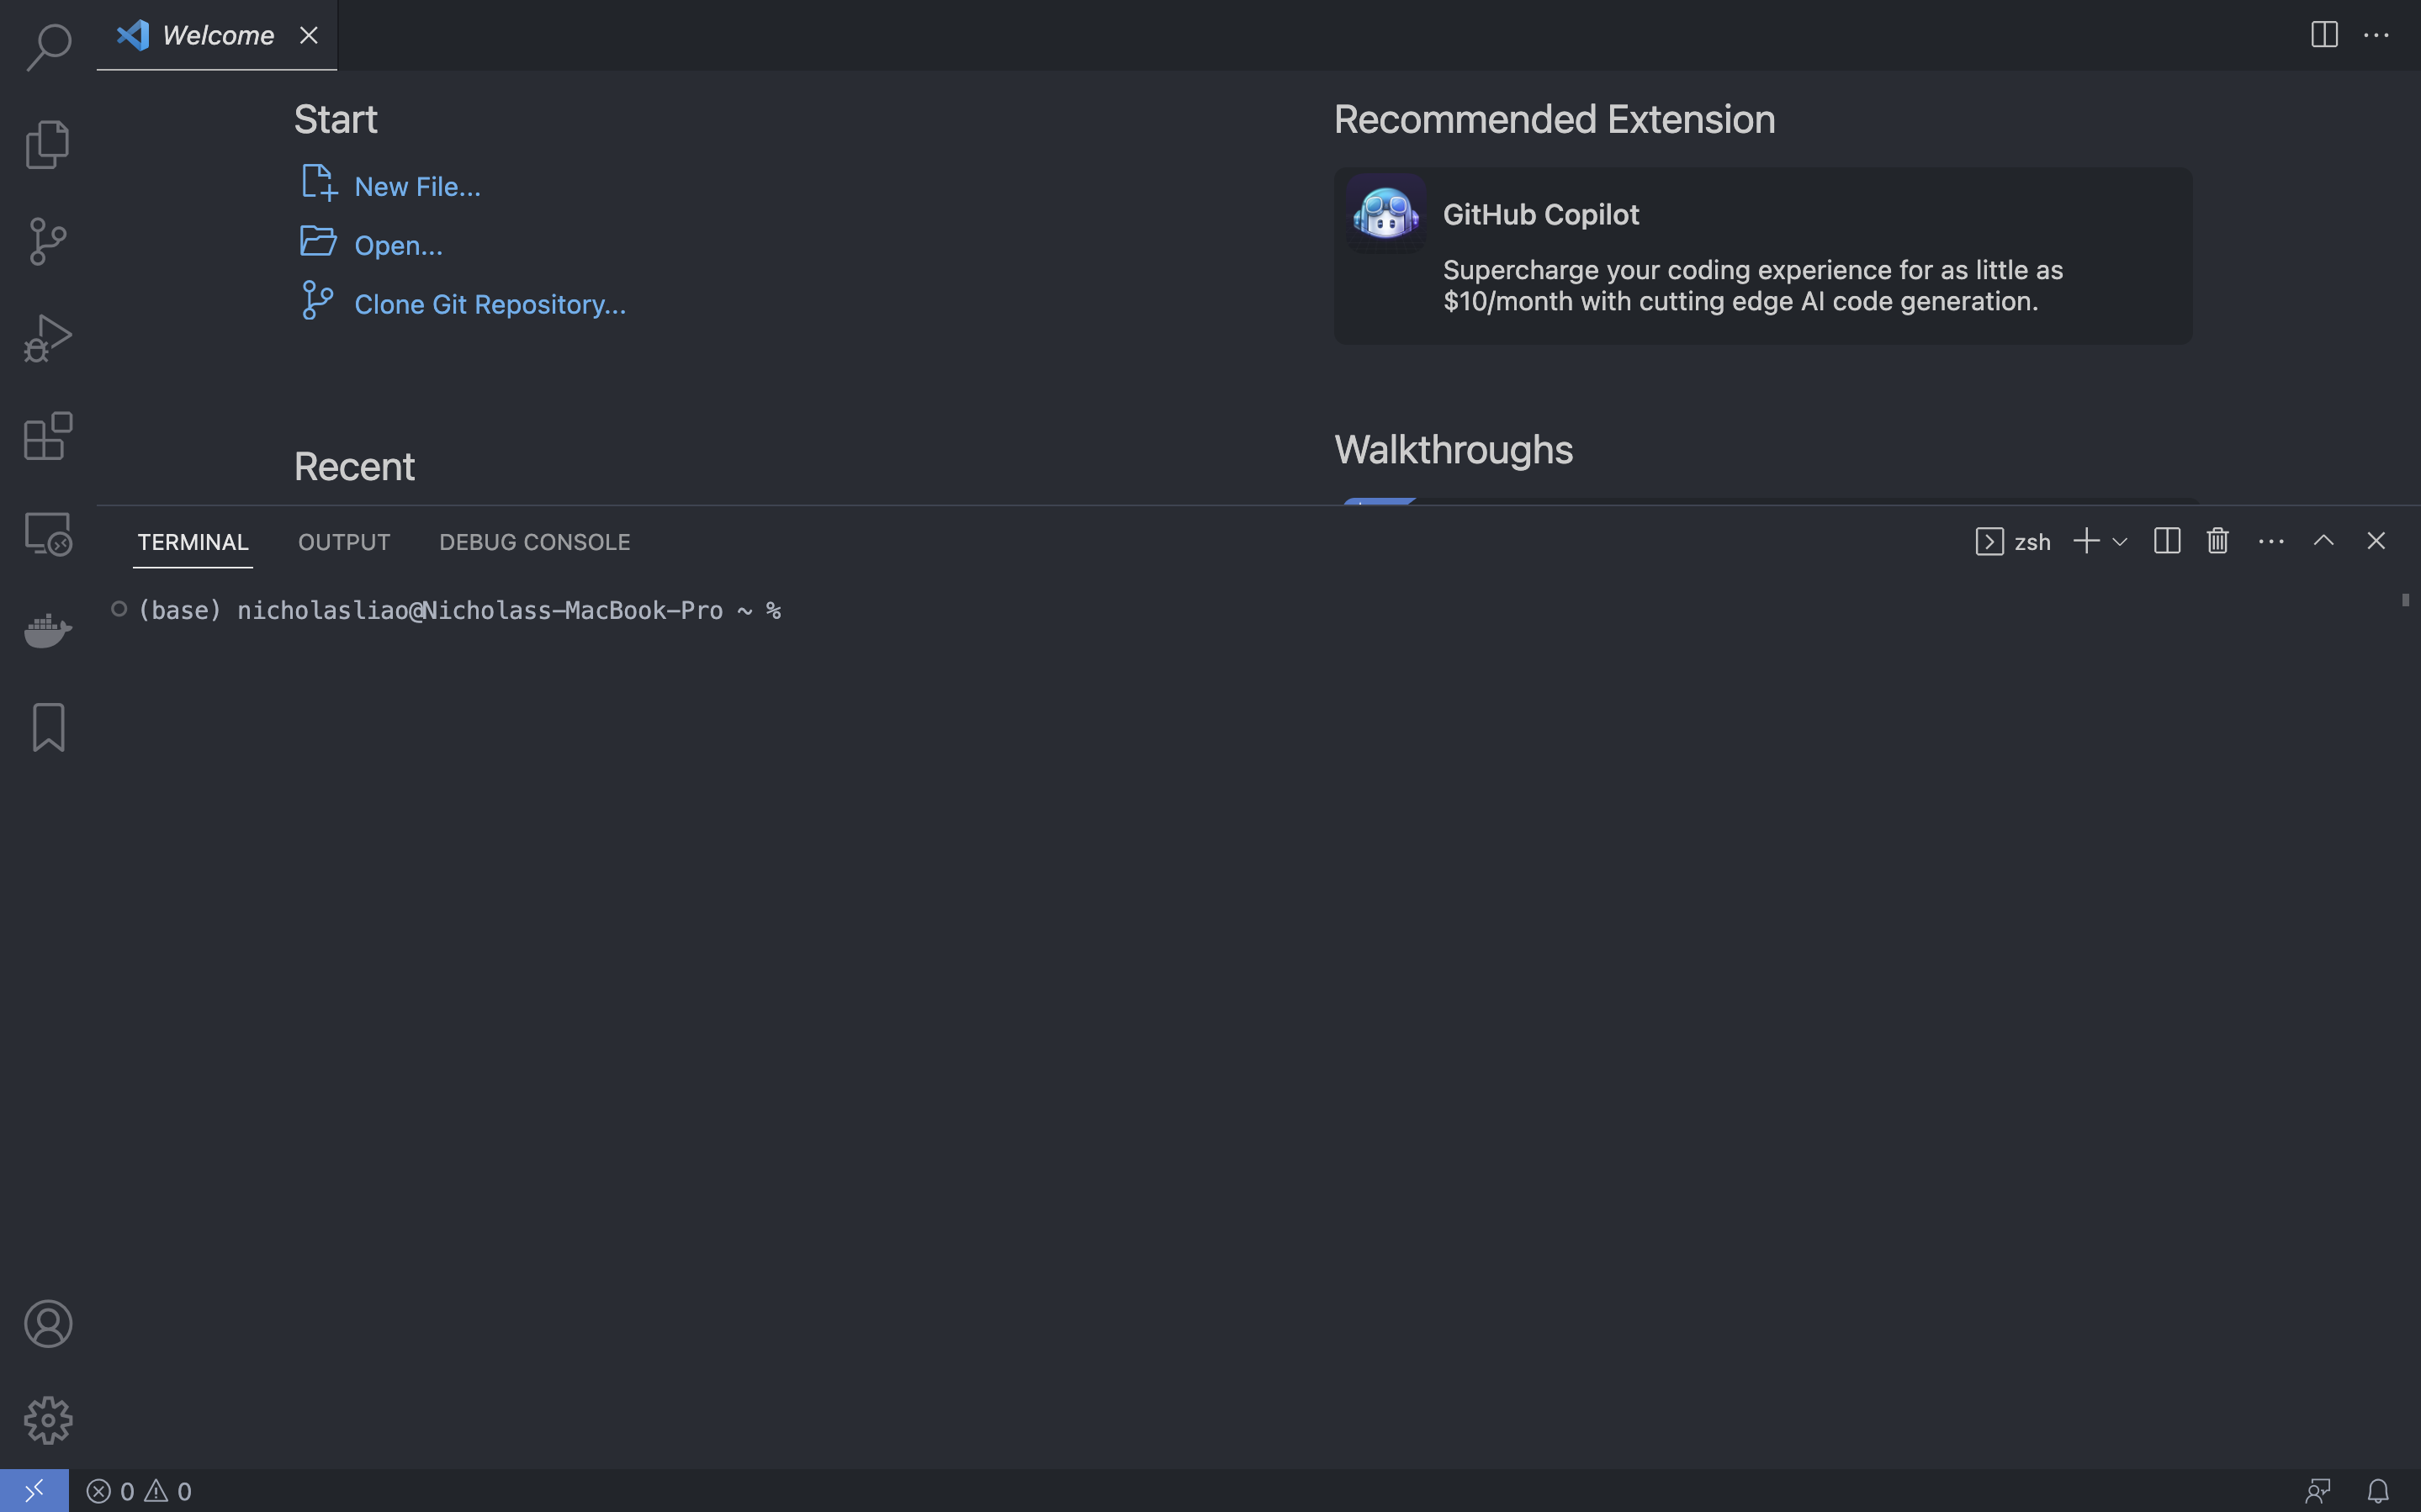 Welcome
Start
New File...
Open...
Clone Git Repository...
Recent
Recommended Extension
GitHub Copilot
Supercharge your coding experience for as little as
$10/month with cutting edge AI code generation.
Walkthroughs
TERMINAL OUTPUT DEBUG CONSOLE
zsh
(base) nicholasliao@Nicholass-MacBook-Pro ~ %
0 0